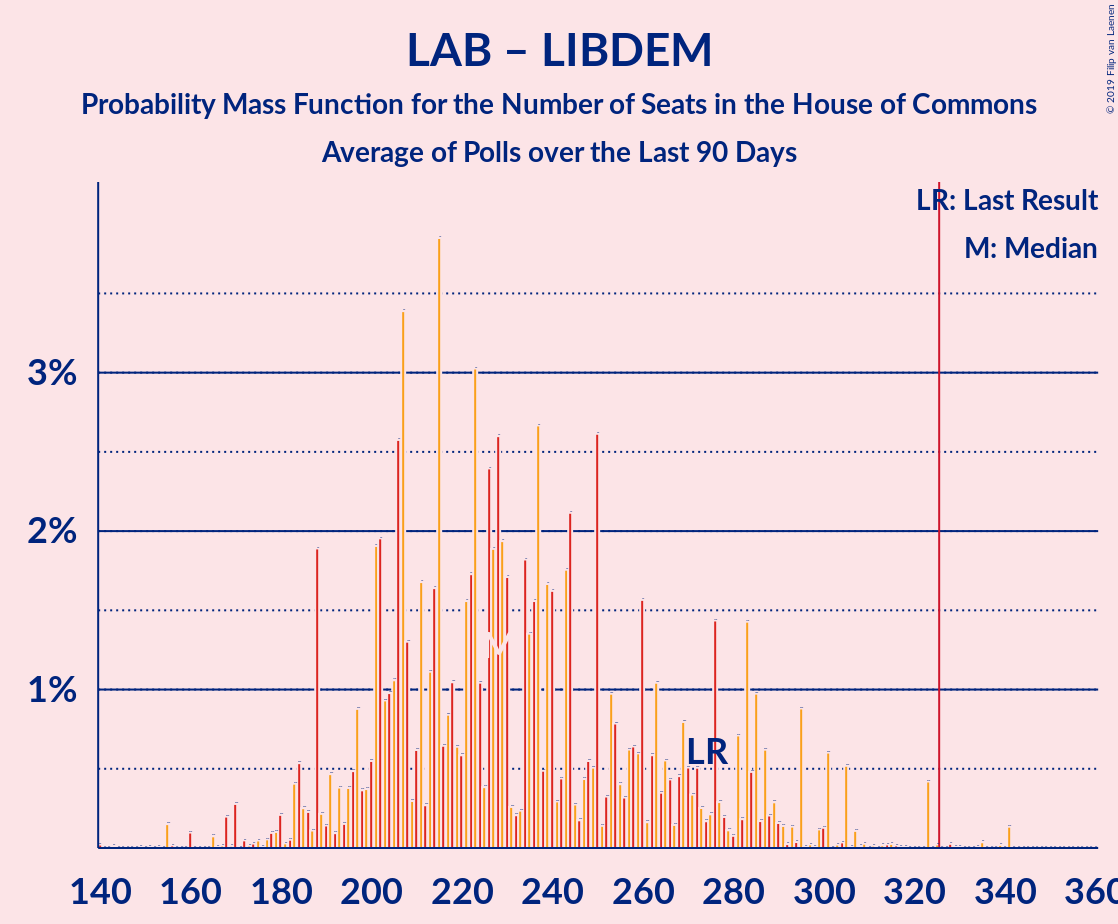 LAB – LIBDEM
Probability Mass Function for the Number of Seats in the House of Commons
Average of Polls over the Last 90 Days
© 2019 Filip van Laenen
LR: Last Result
M: Median
3%
2%
1%
LR
140 160 180 200 220 240 260 280 300 320 340 360